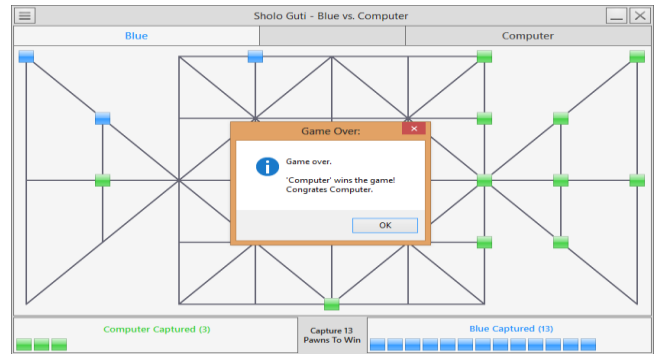 Sholo Guti - Blue vs. Computer
Blue
Computer
Game Over:
Game over.
'Computer' wins the game!
Congrates Computer.
OK
Computer Captured (3)
Capture 13
Pawns To Win
Blue Captured (13)